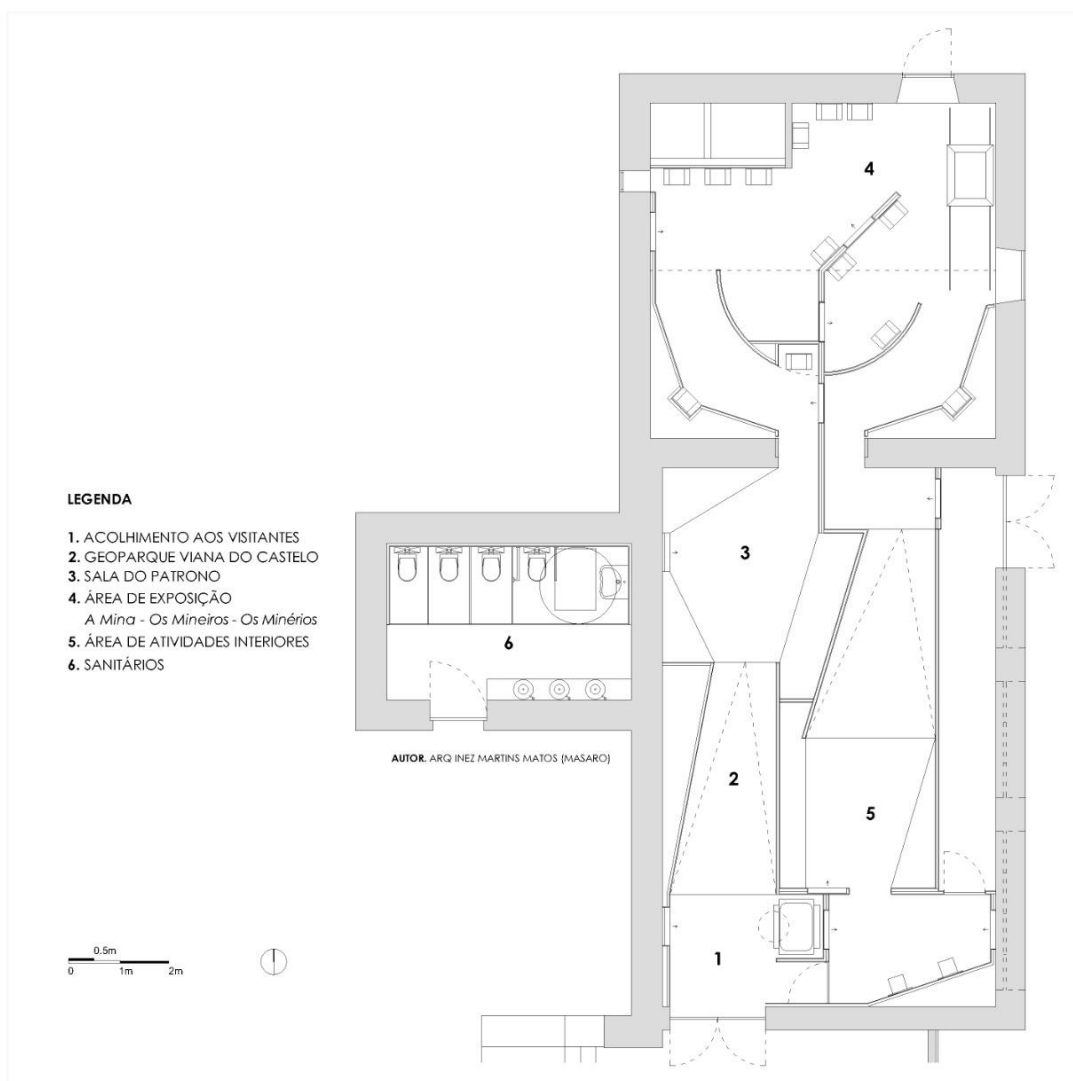 4
LEGENDA
1. ACOLHIMENTO AOS VISITANTES
2. GEOPARQUE VIANA DO CASTELO
3. SALA DO PATRONO
4. ÁREA DE EXPOSIÇÃO
A Mina - Os Mineiros - Os Minérios
5. ÁREA DE ATIVIDADES INTERIORES
6. SANITÁRIOS
3
6
AUTOR. ARQ INEZ MARTINS MATOS (MASARO)
2
5
1
0.5m
0 1m 2m